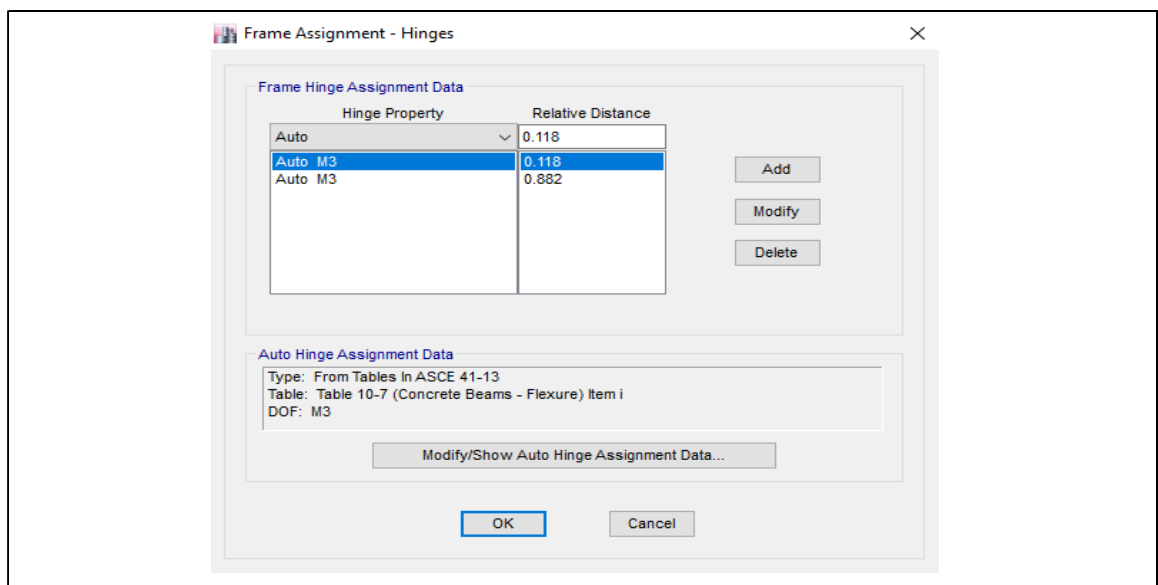 Frame Assignment - Hinges
Frame Hinge Assignment Data
Hinge Property Relative Distance
Auto 0.118
Auto M3 0.118
Auto M3 0.882
Add
Modify
Delete
Auto Hinge Assignment Data
Type: From Tables In ASCE 41-13
Table: Table 10-7 (Concrete Beams - Flexure) Item i
DOF: M3
Modify/Show Auto Hinge Assignment Data...
OK Cancel